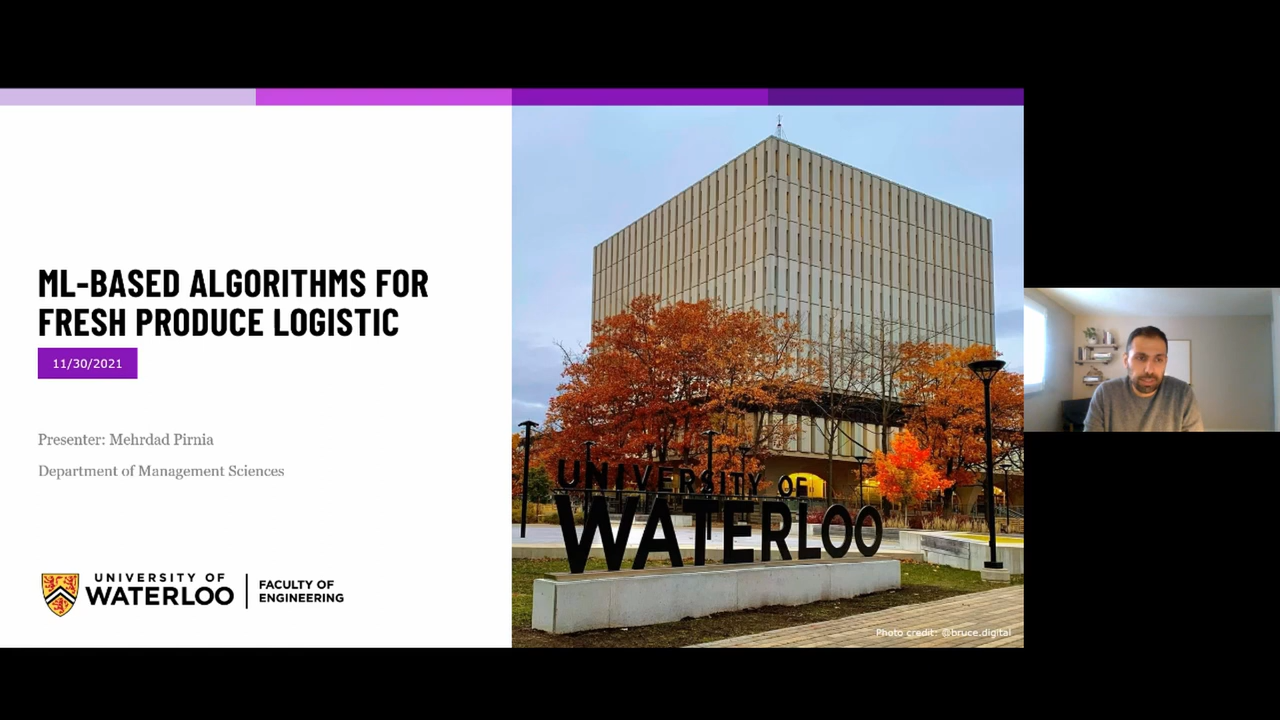 ML-BASED ALGORITHMS FOR
FRESH PRODUCE LOGISTIC
11/30/2021
Presenter: Mehrdad Pirnia
Department of Management Sciences
UNIVERSITY OF
WATERLOO
FACULTY OF
ENGINEERING
UNIVERSITY OF
WATERLOO
Photo credit: @bruce.digital